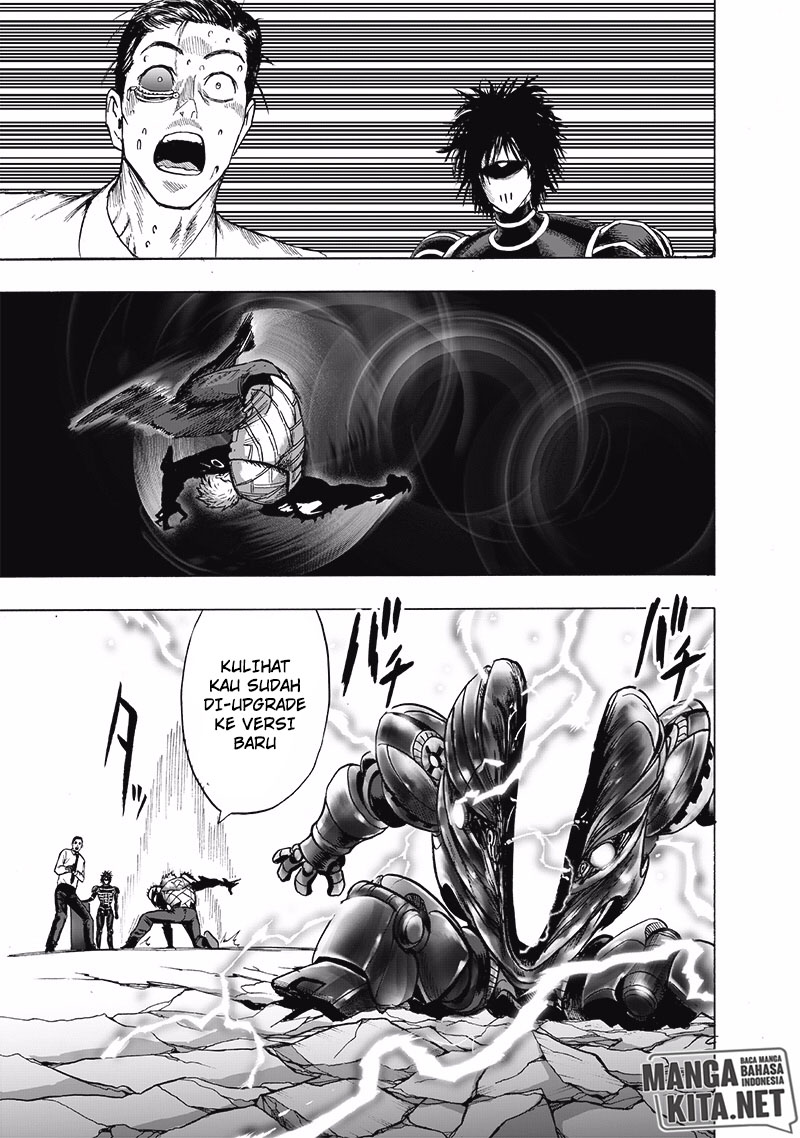 KULIHAT
KAU SUDAH
DI-UPGRADE
KE VERSI
BARU
バチ
バチ
タッ
MANGA
KITA.NET
BACA MANGA
BAHASA
INDONESIA